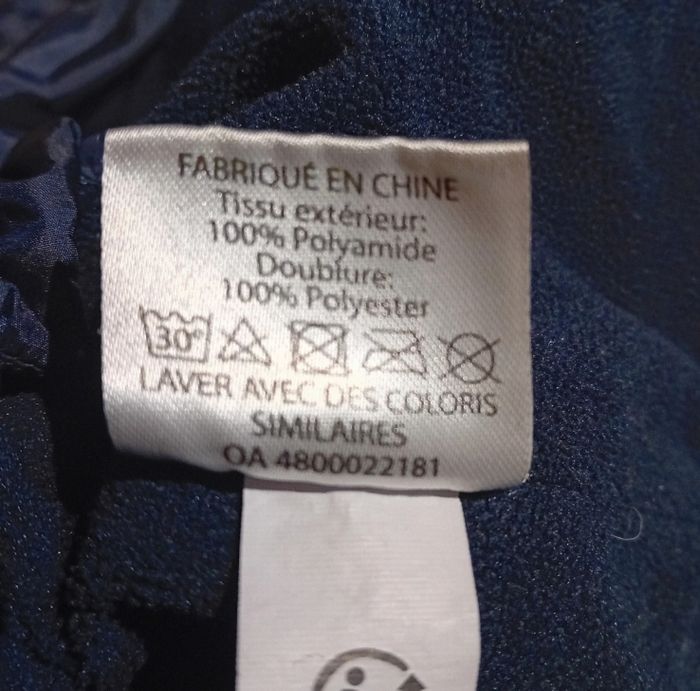 FABRIQUÉ EN CHINE
Tissu extérieur:
100% Polyamide
Doublure:
100% Polyester
30°
LAVER AVEC DES COLORIS
SIMILAIRES
OA 4800022181